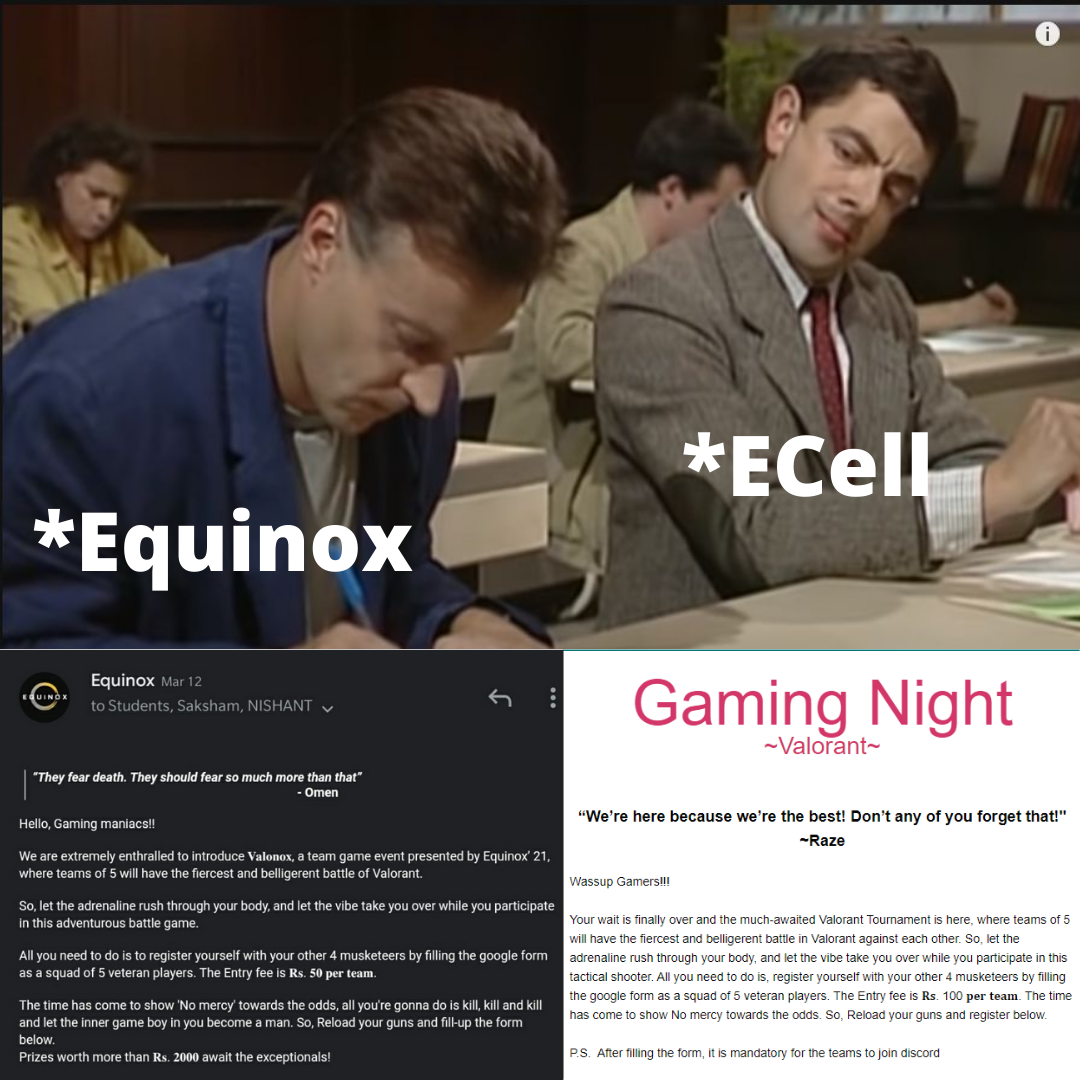 *ECell
*Equinox
EQUINOX
Equinox Mar 12
to Students, Saksham, NISHANT
“They fear death. They should fear so much more than that”
- Omen
Hello, Gaming maniacs!!
We are extremely enthralled to introduce Valonox, a team game event presented by Equinox' 21,
where teams of 5 will have the fiercest and belligerent battle of Valorant.
So, let the adrenaline rush through your body, and let the vibe take you over while you participate
in this adventurous battle game.
All you need to do is to register yourself with your other 4 musketeers by filling the google form
as a squad of 5 veteran players. The Entry fee is Rs. 50 per team.
The time has come to show 'No mercy' towards the odds, all you're gonna do is kill, kill and kill
and let the inner game boy in you become a man. So, Reload your guns and fill-up the form
below.
Prizes worth more than Rs. 2000 await the exceptionals!
Gaming Night
~Valorant~
“We’re here because we’re the best! Don’t any of you forget that!"
~Raze
Wassup Gamers!!!
Your wait is finally over and the much-awaited Valorant Tournament is here, where teams of 5
will have the fiercest and belligerent battle in Valorant against each other. So, let the
adrenaline rush through your body, and let the vibe take you over while you participate in this
tactical shooter. All you need to do is, register yourself with your other 4 musketeers by filling
the google form as a squad of 5 veteran players. The Entry fee is Rs. 100 per team. The time
has come to show No mercy towards the odds. So, Reload your guns and register below.
P.S. After filling the form, it is mandatory for the teams to join discord